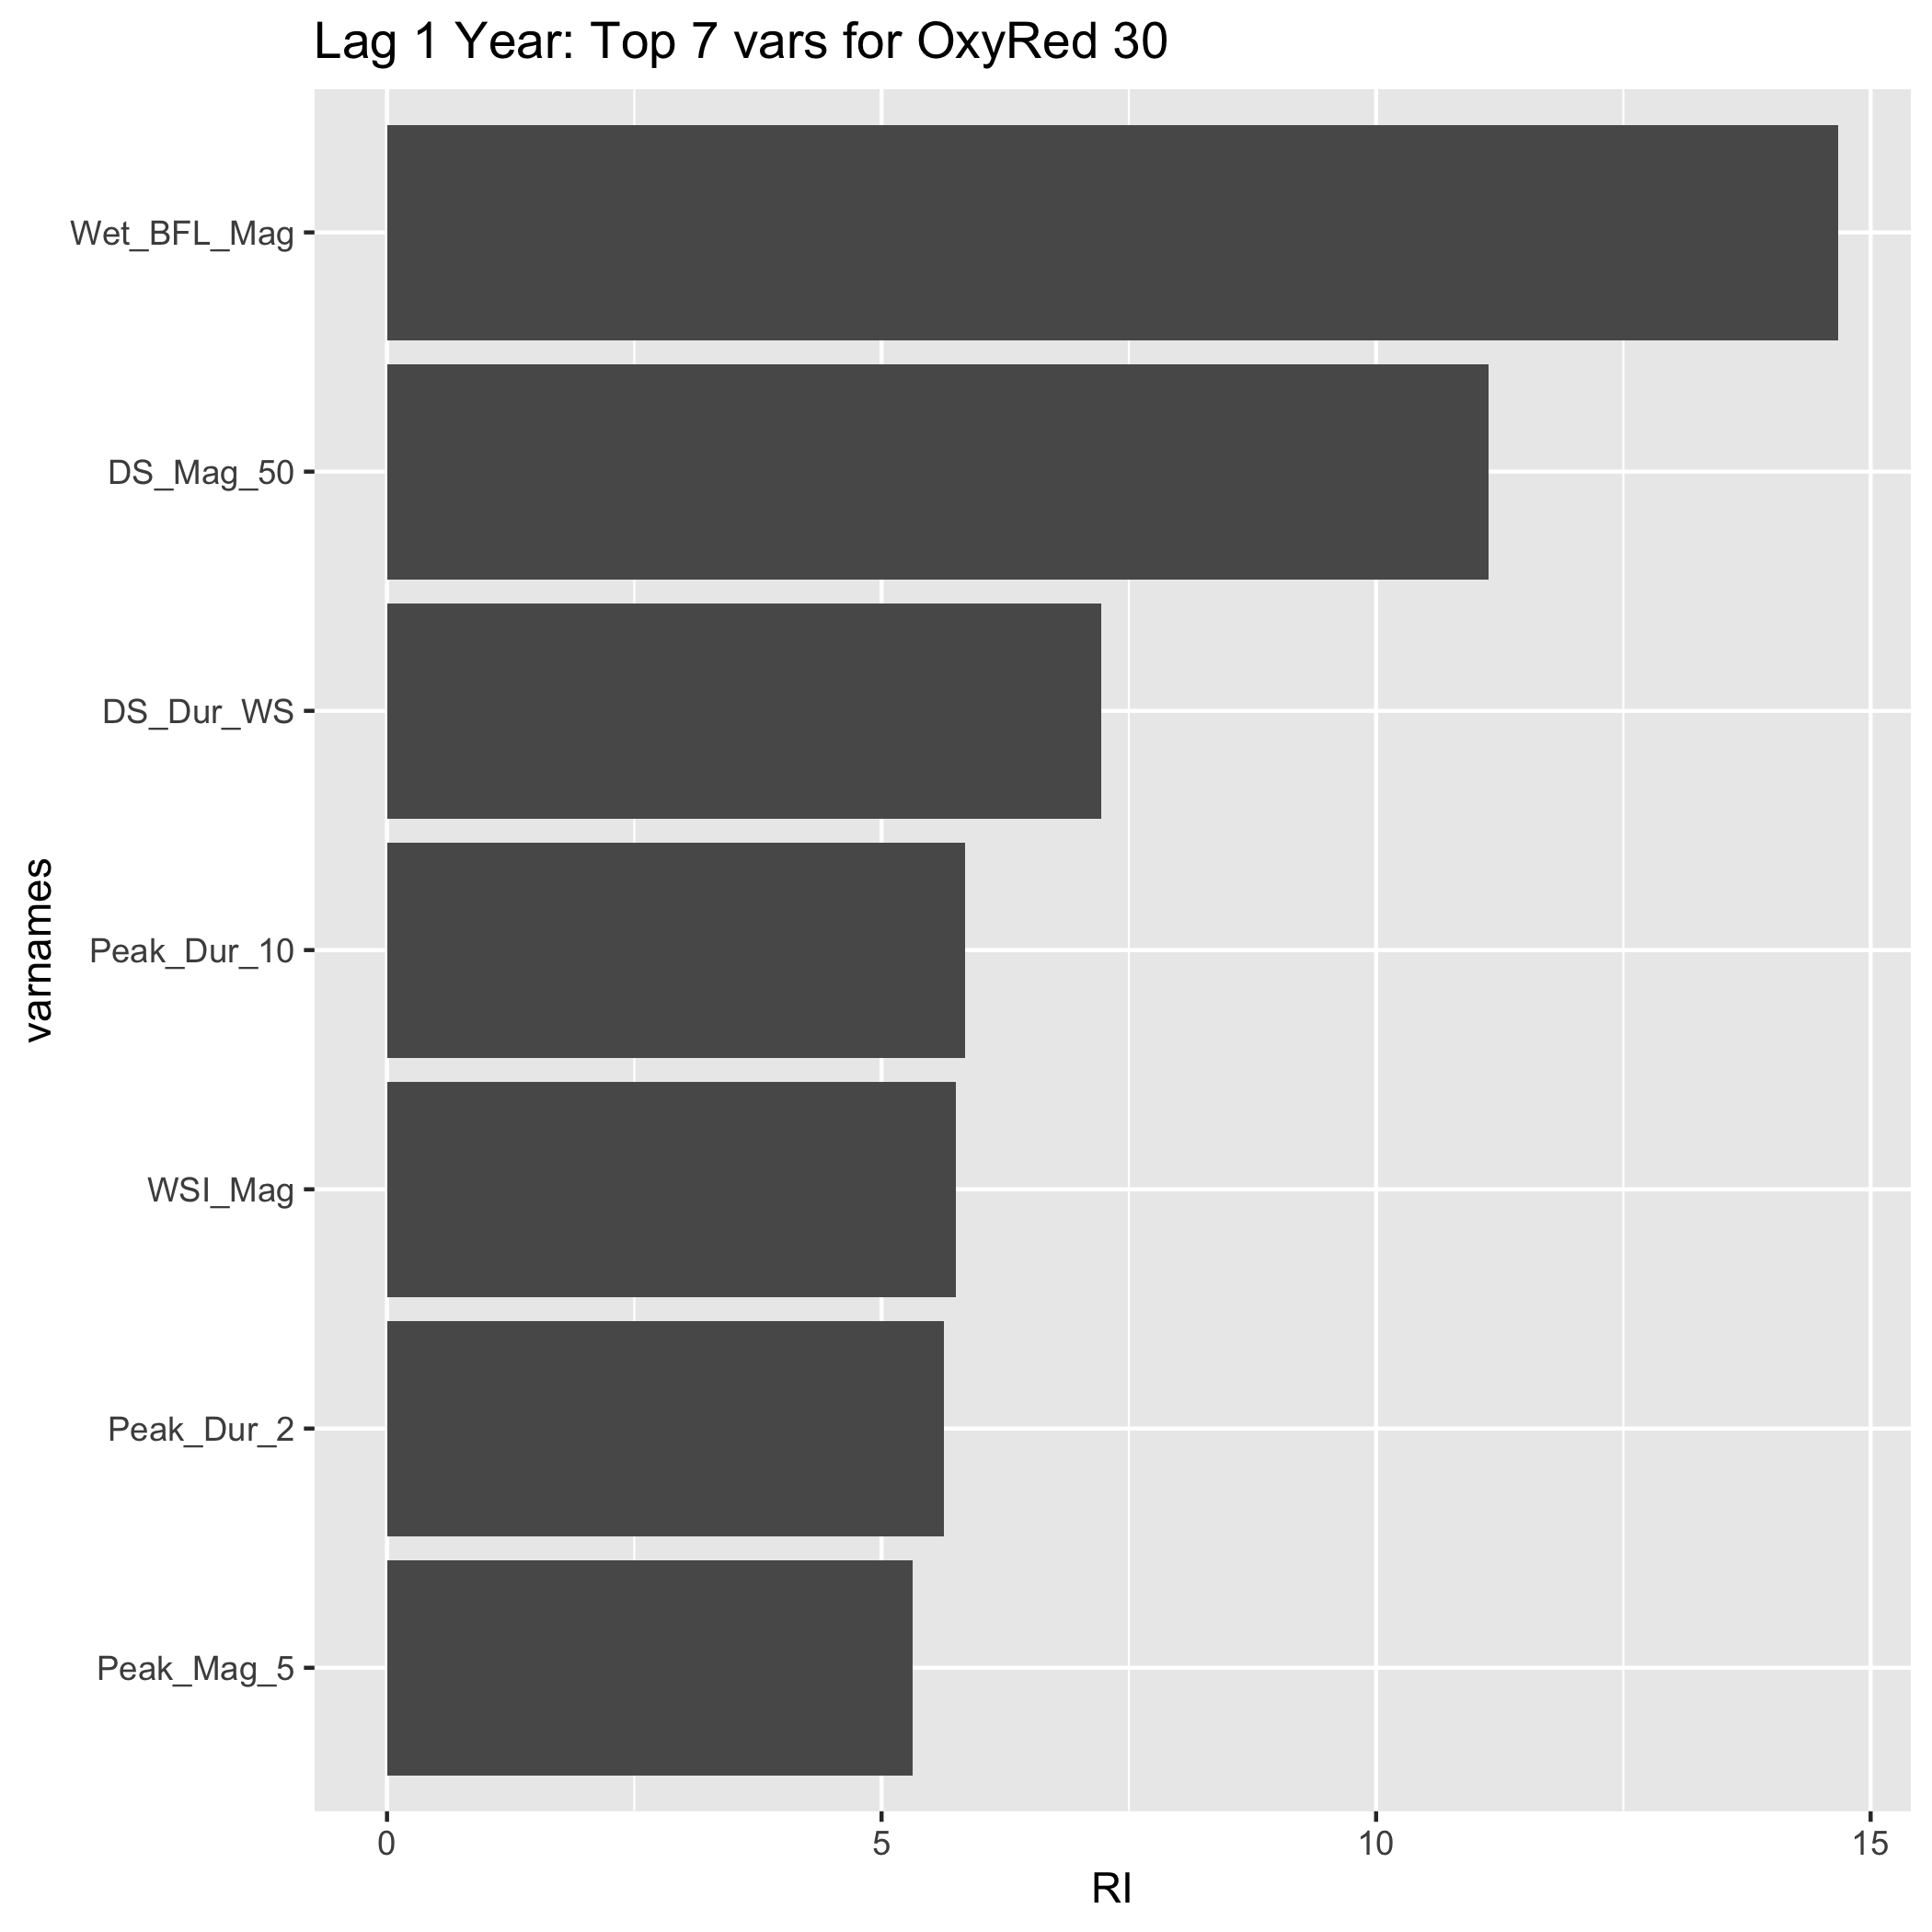 Lag 1 Year: Top 7 vars for OxyRed 30
Wet_BFL_Mag
DS_Mag_50
DS_Dur_WS
Peak_Dur_10
WSI_Mag
Peak_Dur_2
Peak_Mag_5
varnames
0 5 10 15
RI